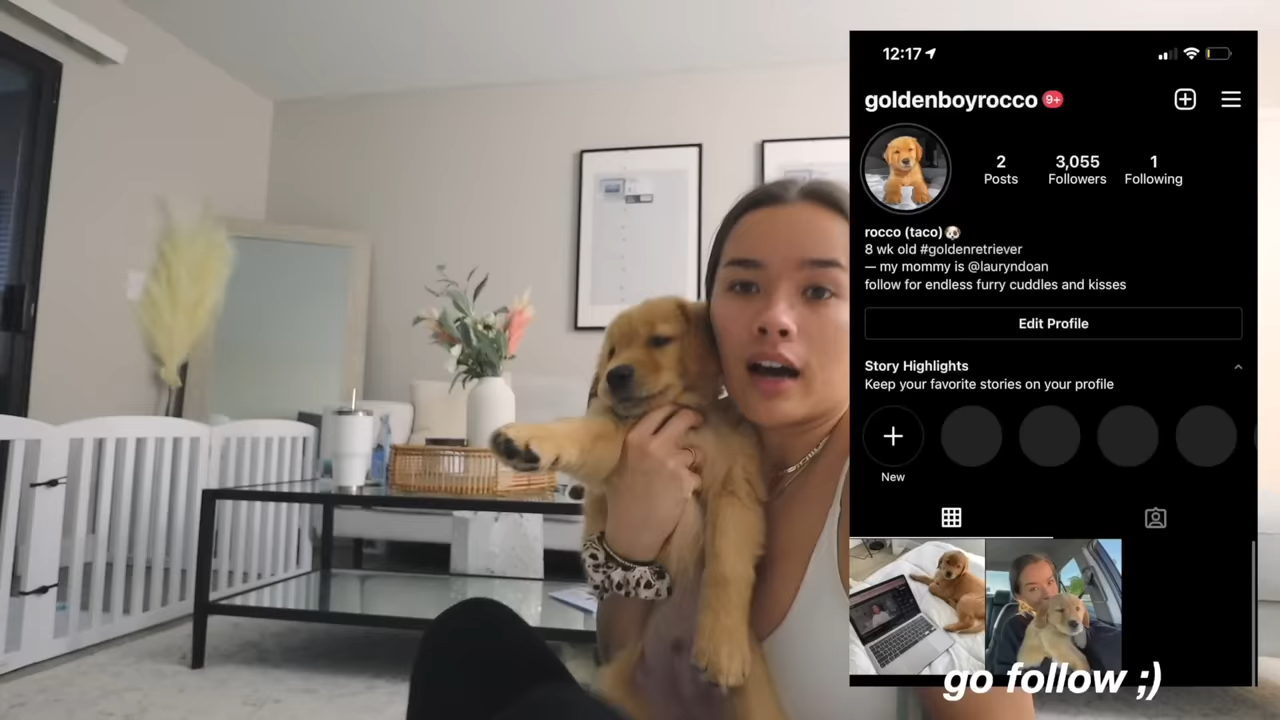 12:17
goldenboyrocco 9+
2 3,055 1
Posts Followers Following
rocco (taco)🐶
8 wk old #goldenretriever
— my mommy is @lauryndoan
follow for endless furry cuddles and kisses
Edit Profile
Story Highlights
Keep your favorite stories on your profile
New
go follow ;)